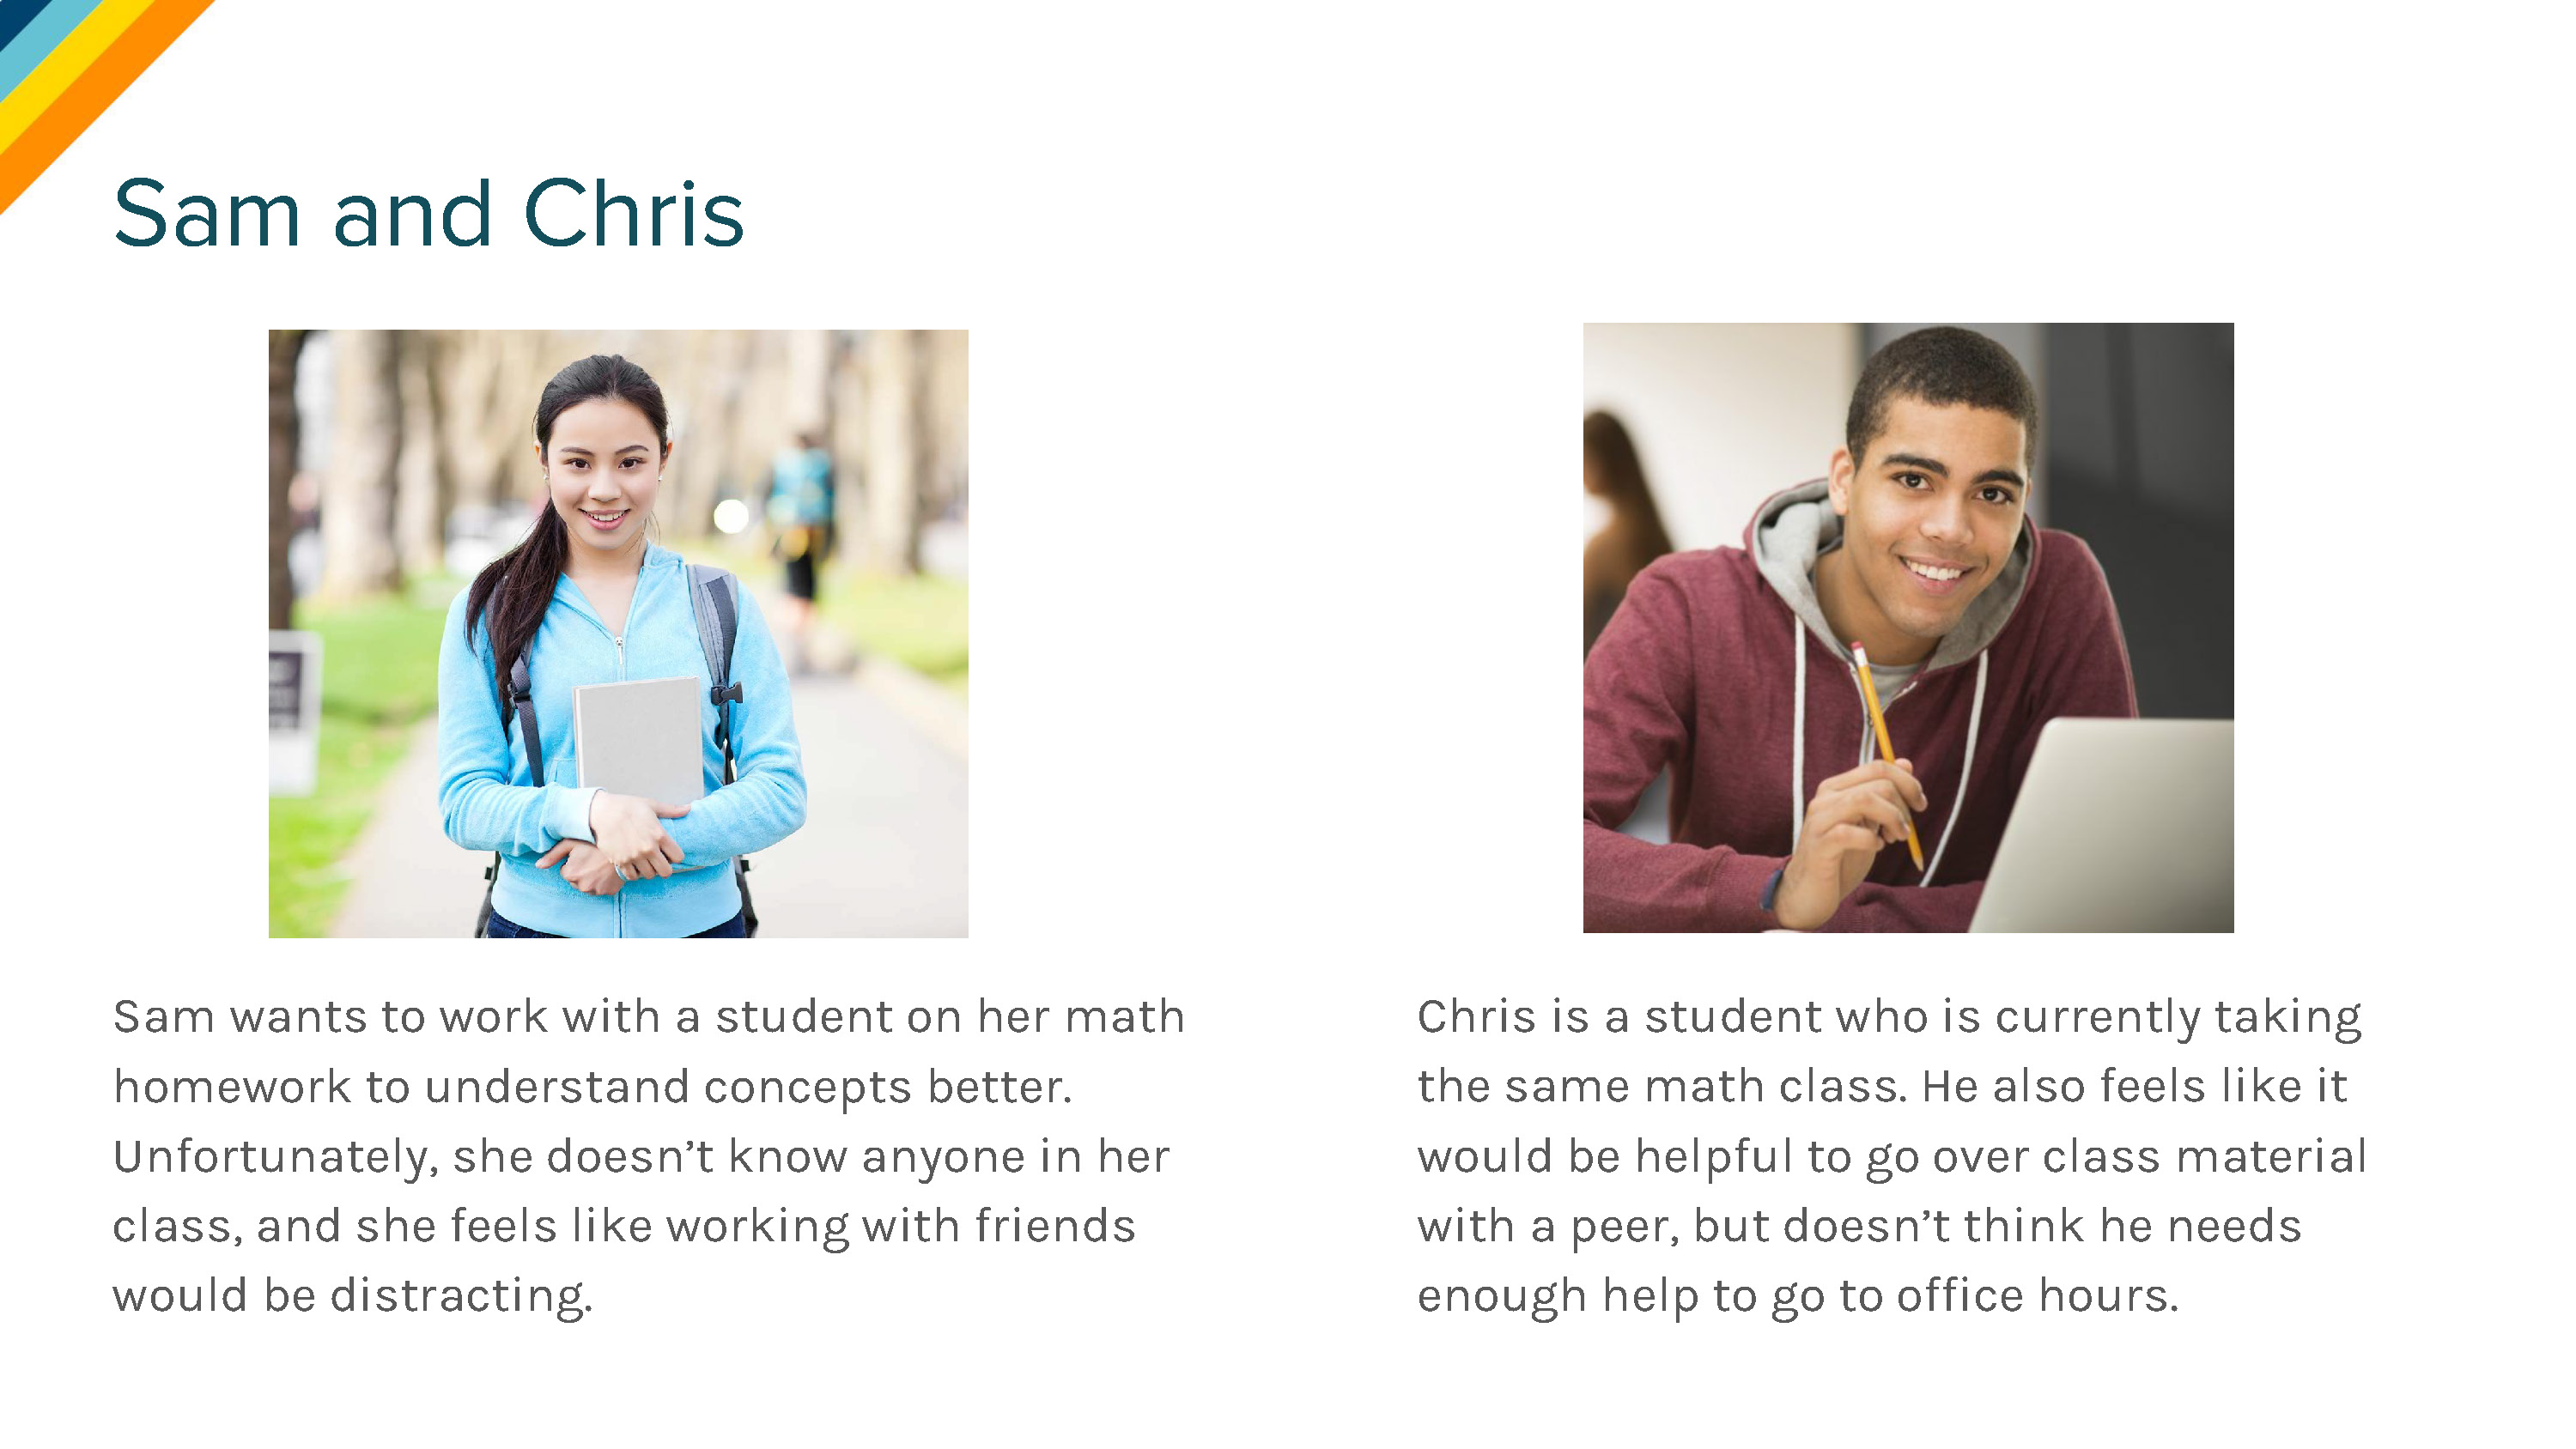 Sam and Chris
Sam wants to work with a student on her math
homework to understand concepts better.
Unfortunately, she doesn’t know anyone in her
class, and she feels like working with friends
would be distracting.
Chris is a student who is currently taking
the same math class. He also feels like it
would be helpful to go over class material
with a peer, but doesn’t think he needs
enough help to go to office hours.